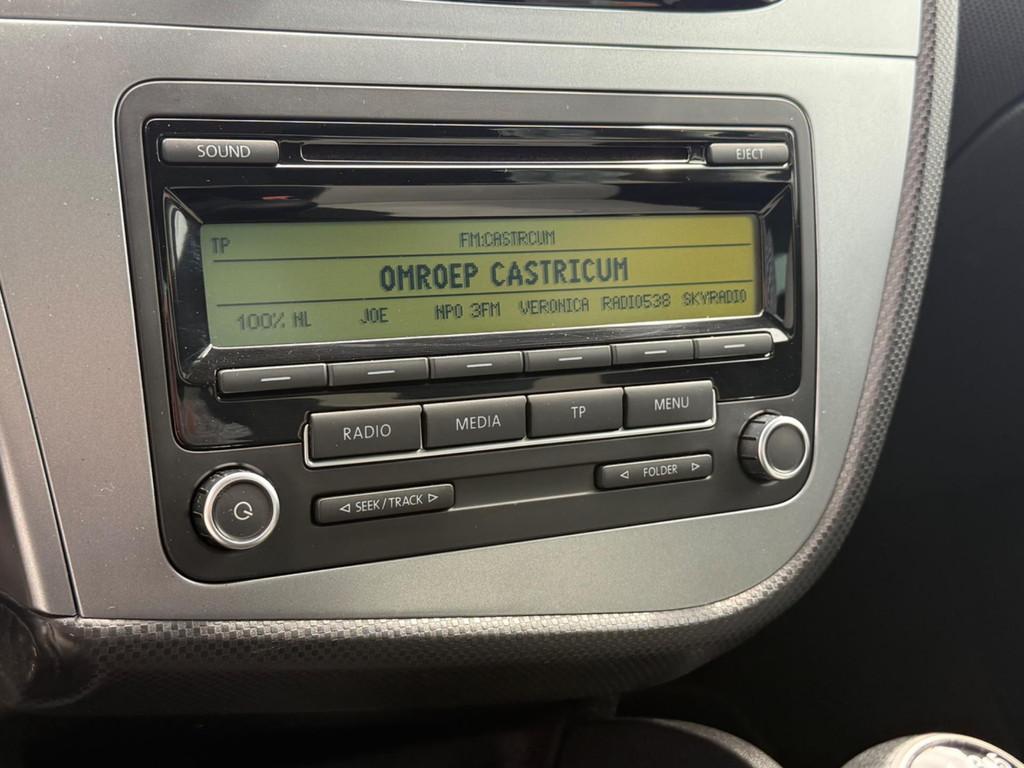 SOUND
EJECT
TP
FM:CASTRCUM
OMROEP CASTRICUM
100% NL JOE NPO 3FM VERONICA RADIO538 SKYRADIO
RADIO MEDIA TP MENU
SEEK / TRACK
FOLDER